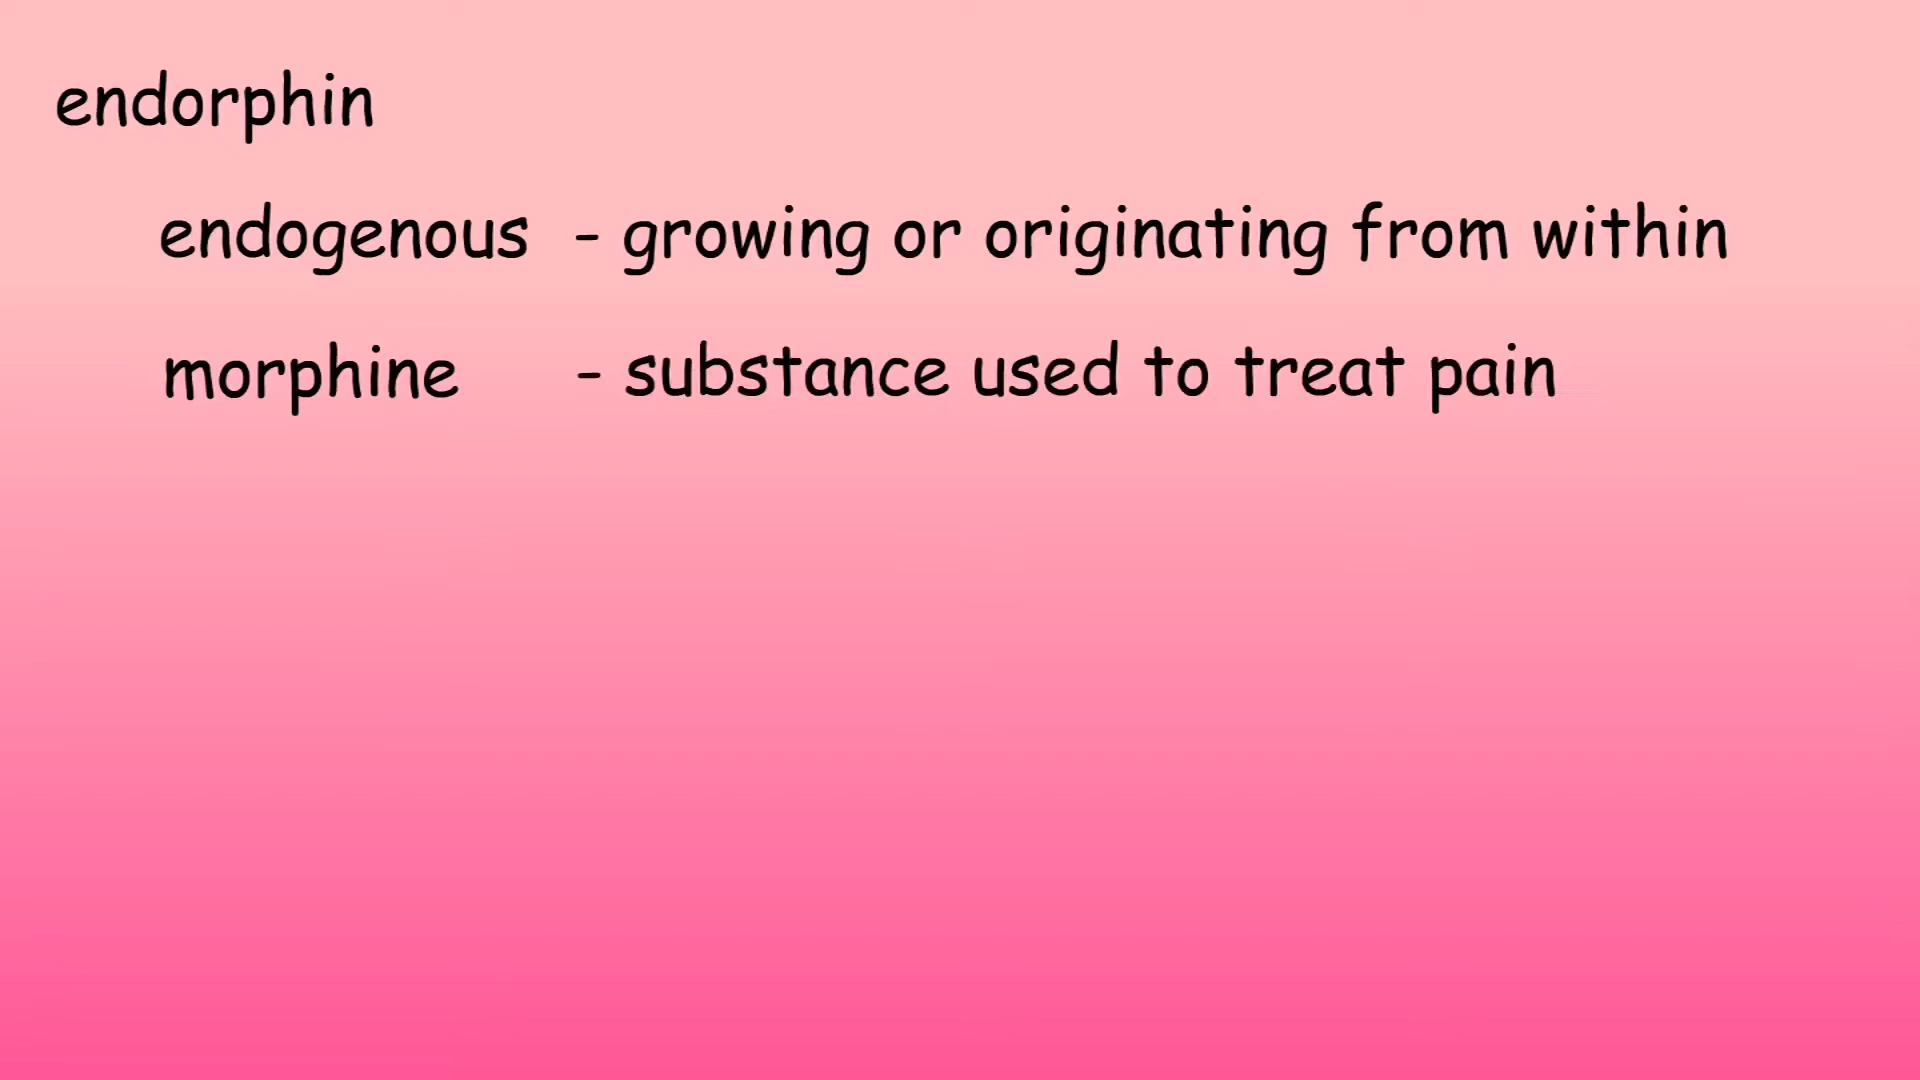 endorphin
endogenous - growing or originating from within
morphine - substance used to treat pain